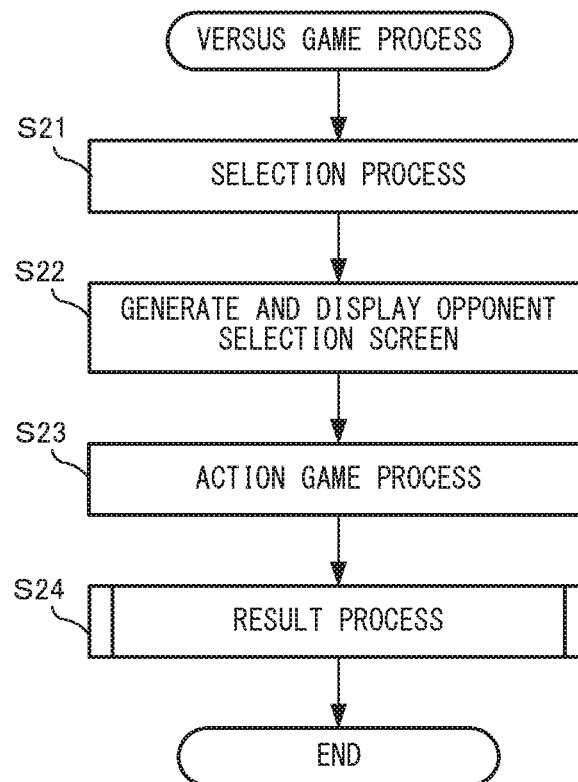 VERSUS GAME PROCESS
S21
SELECTION PROCESS
S22
GENERATE AND DISPLAY OPPONENT
SELECTION SCREEN
S23
ACTION GAME PROCESS
S24
RESULT PROCESS
END